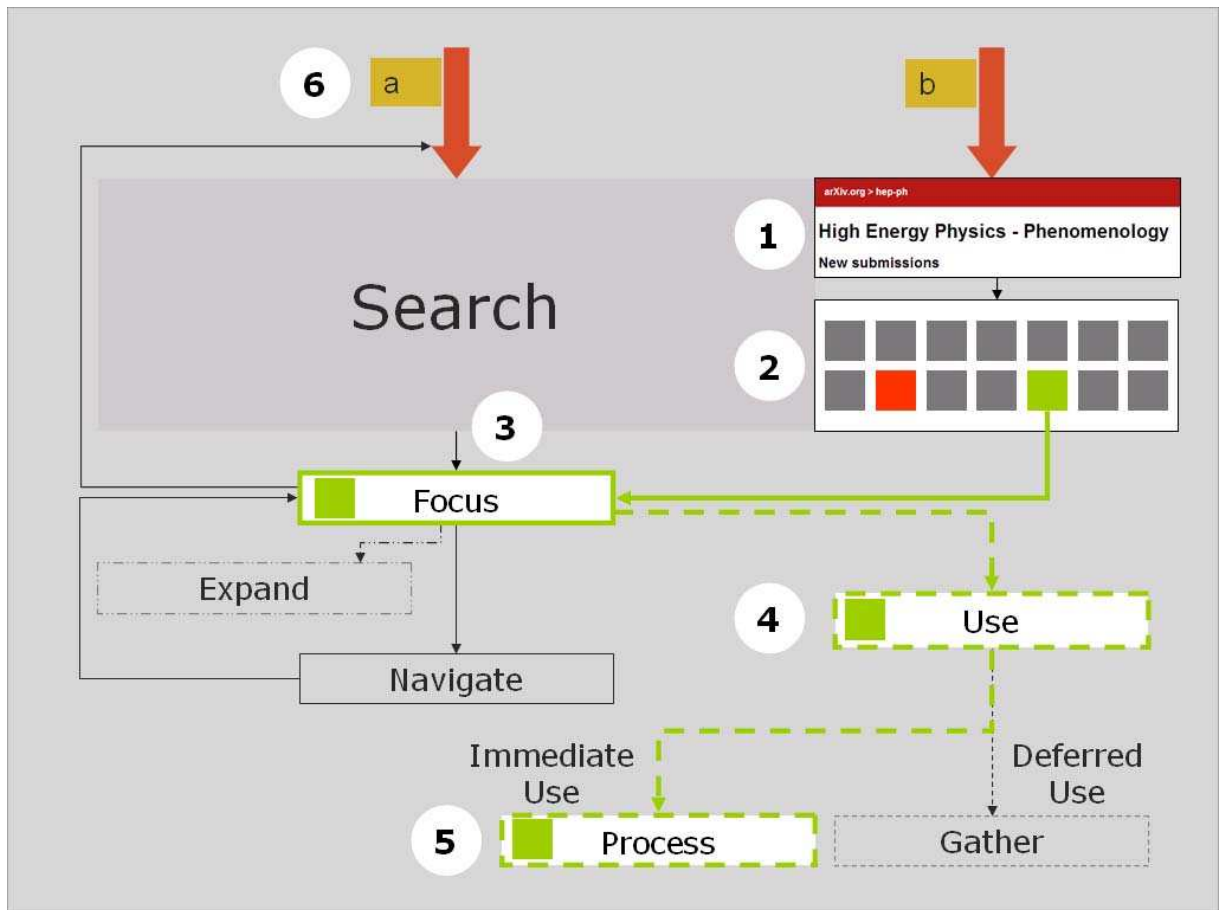 6
a
b
arXiv.org > hep-ph
1
High Energy Physics - Phenomenology
New submissions
Search
2
3
Focus
Expand
4
Use
Navigate
Immediate
Use
Deferred
Use
5
Process
Gather